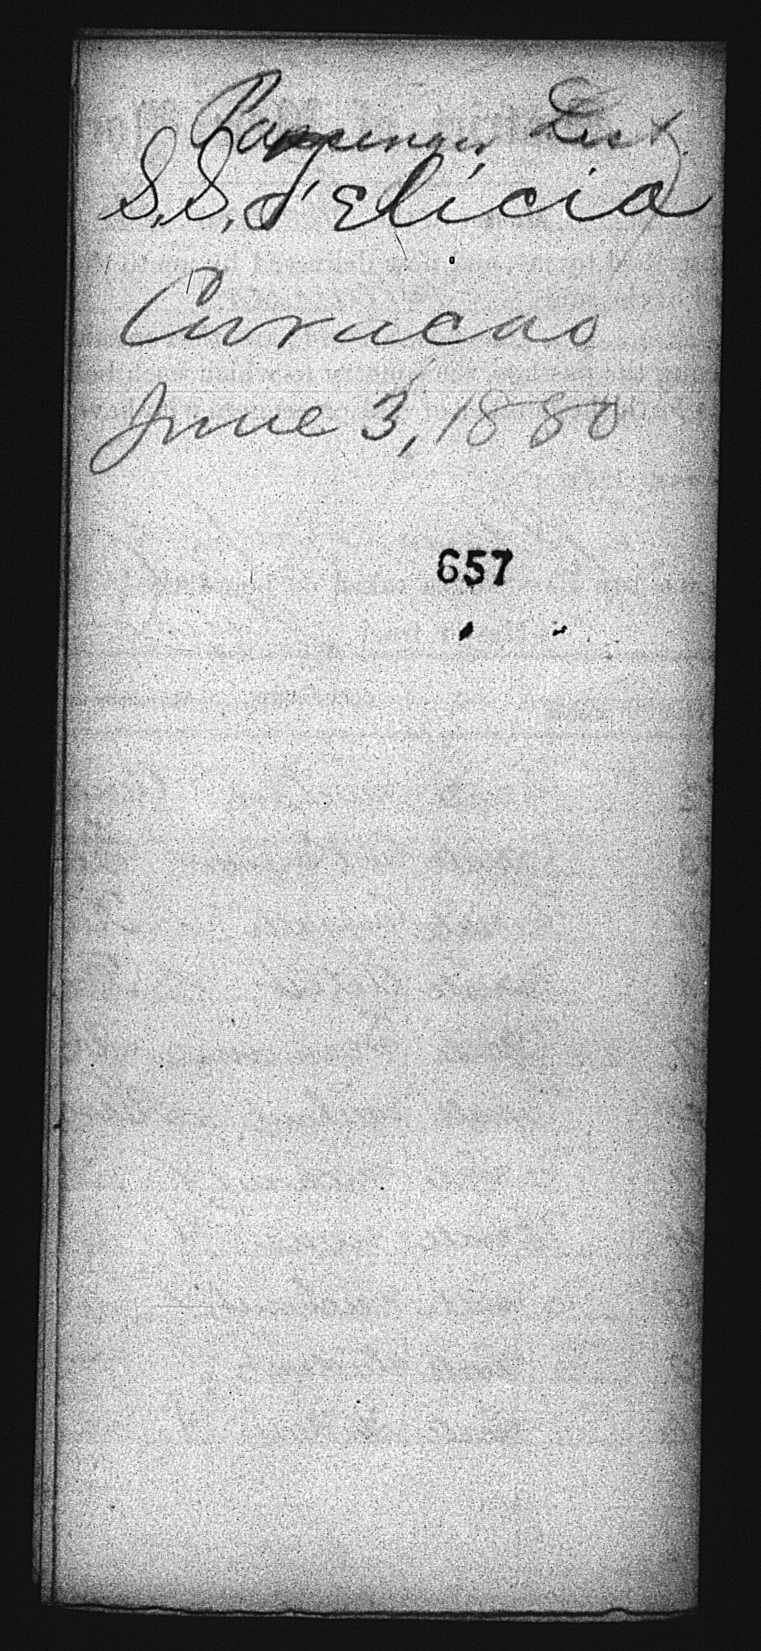 Passenger List.
S.S. Felicia
Curacao
June 3, 1880
657